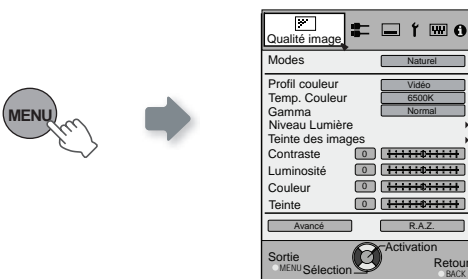 MENU
Qualité image
Modes Naturel
Profil couleur Vidéo
Temp. Couleur 6500K
Gamma Normal
Niveau Lumière
Teinte des images
Contraste 0
Luminosité 0
Couleur 0
Teinte 0
Avancé R.A.Z.
Activation
Sortie Retour
MENU Sélection BACK